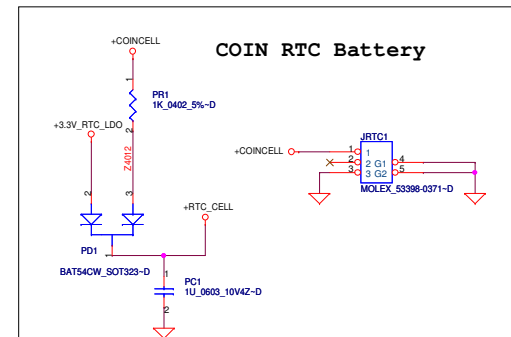 COIN RTC Battery
+COINCELL
1
PR1
1K_0402_5%~D
2
+3.3V_RTC_LDO
Z4012
2
3
+RTC_CELL
PD1
1
BAT54CW_SOT323~D
1
PC1
1U_0603_10V4Z~D
2
JRTC1
+COINCELL
1 1
2 2 G1 4
3 3 G2 5
MOLEX_53398-0371~D